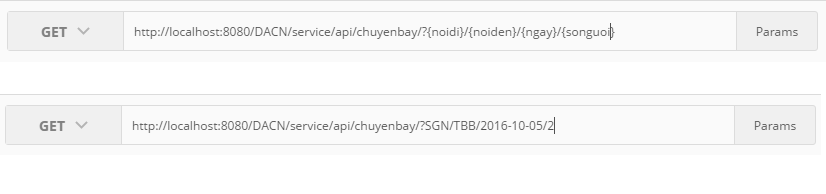 GET http://localhost:8080/DACN/service/api/chuyenbay/?{noidi}/{noiden}/{ngay}/{songuoi} Params
GET http://localhost:8080/DACN/service/api/chuyenbay/?SGN/TBB/2016-10-05/2 Params